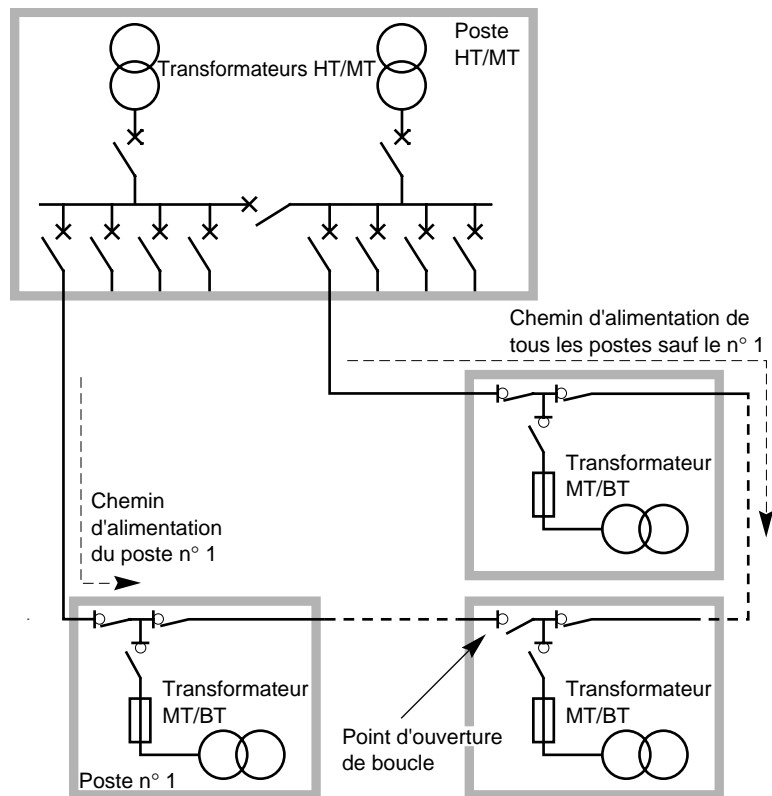 Poste
HT/MT
Transformateurs HT/MT
Chemin d'alimentation de
tous les postes sauf le n° 1
Transformateur
MT/BT
Chemin
d'alimentation
du poste n° 1
Transformateur
MT/BT
Poste n° 1
Point d'ouverture
de boucle
Transformateur
MT/BT